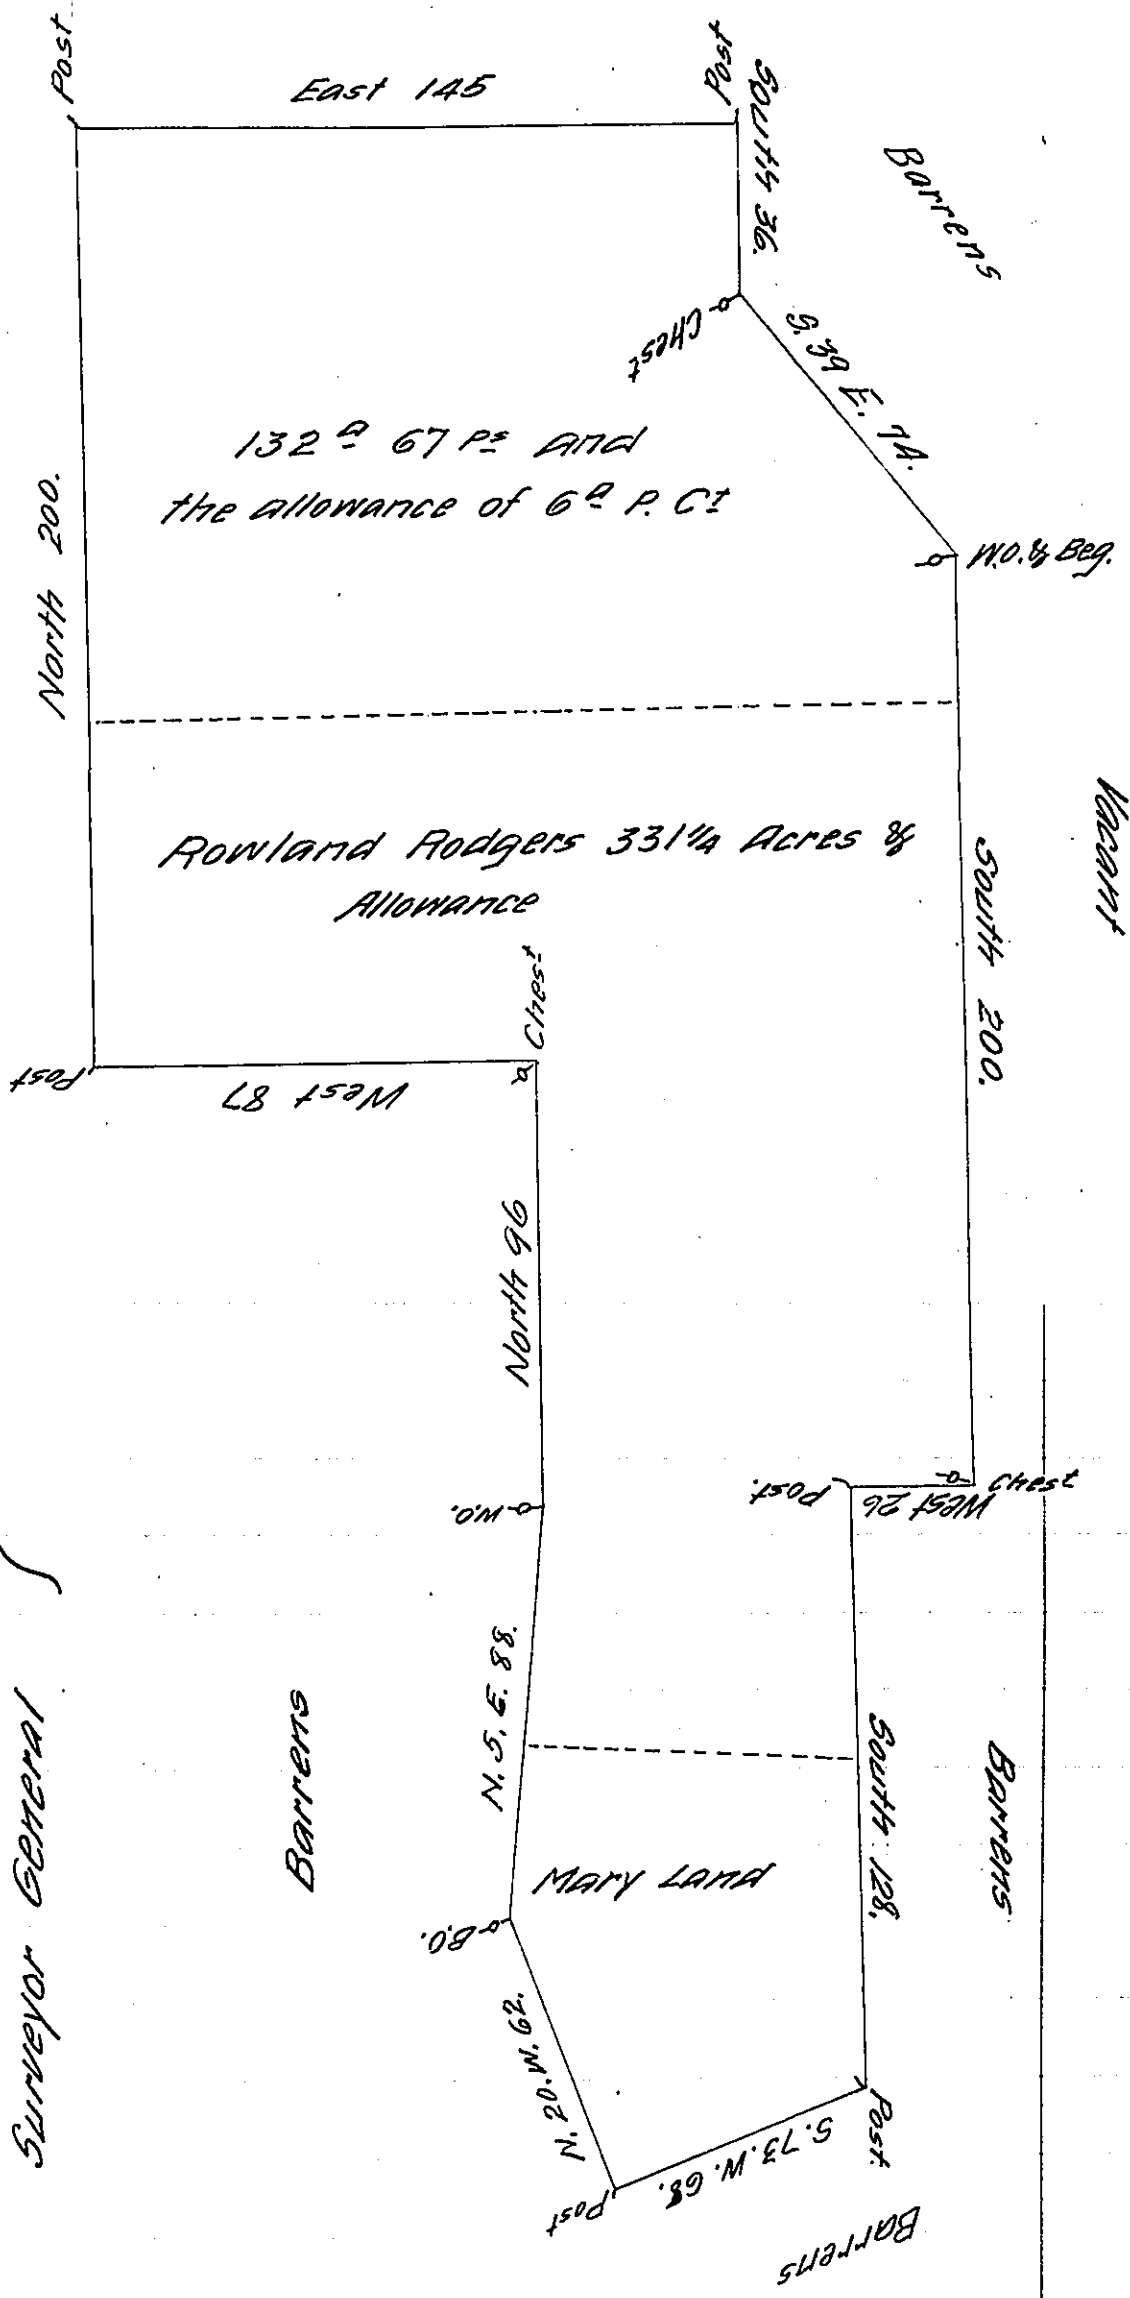 Post
East 145
Post
South 36.
Barrens
Chest
S. 39 E. 74.
132 a 67 Ps and
the allowance of 6 a P. Ct
W.O. & Beg.
North 200.
Vacant
Rowland Rodgers 331 1/4 Acres &
Allowance
South 200.
Chest
Post
West 87
North 96
Chest
West 26
Post.
W.O.
N. 5. E. 88.
South 128.
Barrens
Barrens
Mary Land
B.O.
N. 20. W. 62.
Post.
S. 73. W. 68.
Post
Barrens
Surveyor General